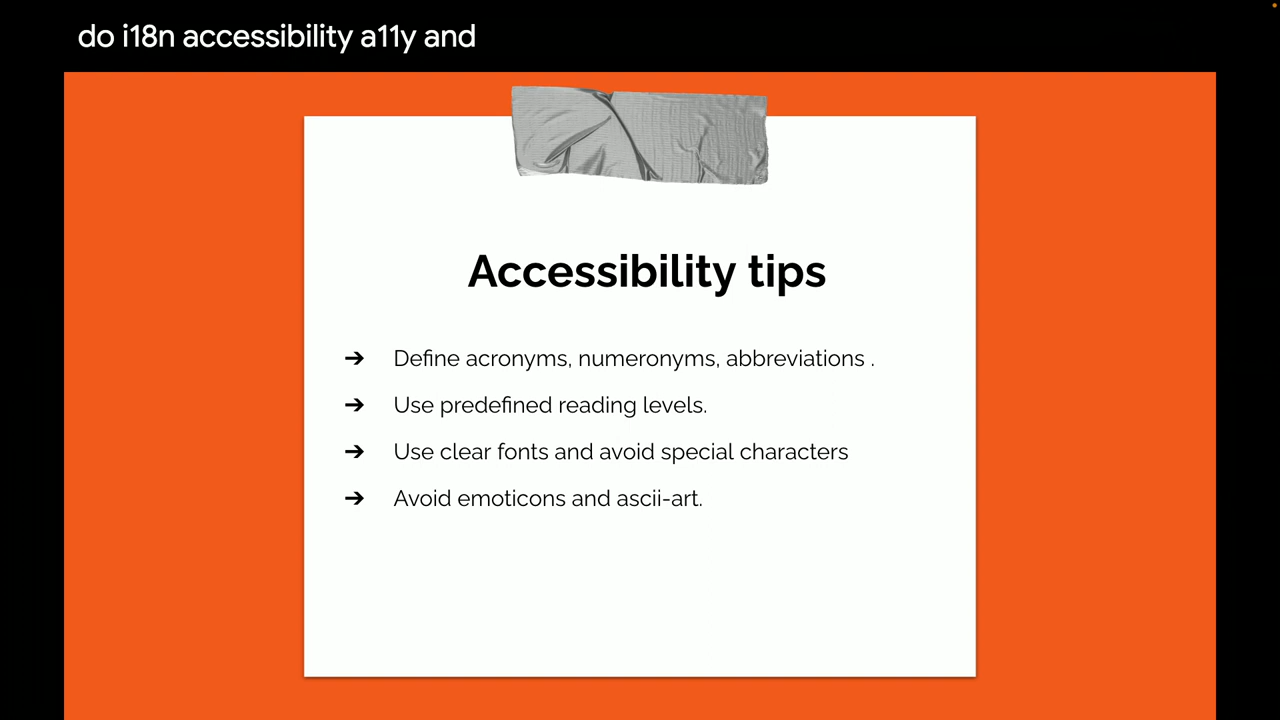 do i18n accessibility a11y and
Accessibility tips
➔ Define acronyms, numeronyms, abbreviations .
➔ Use predefined reading levels.
➔ Use clear fonts and avoid special characters
➔ Avoid emoticons and ascii-art.